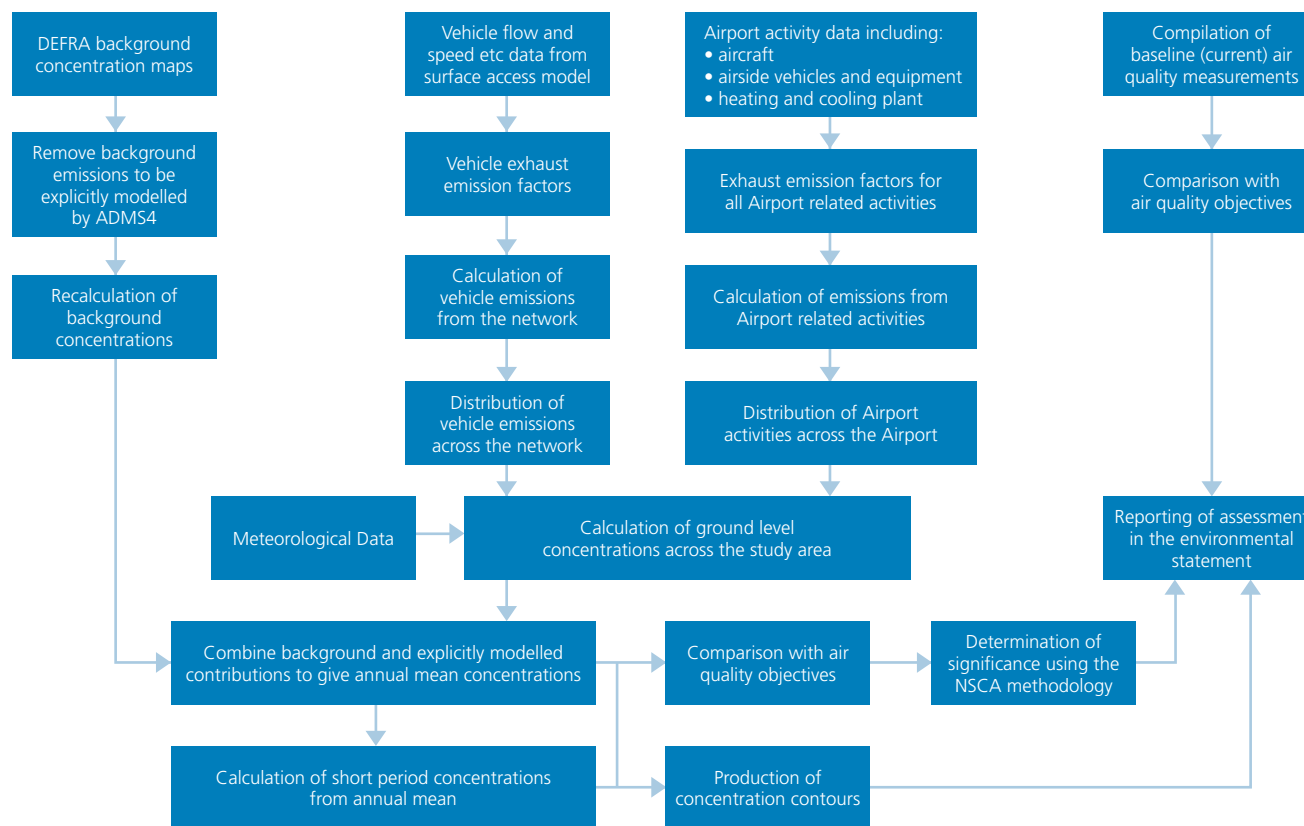 DEFRA background
concentration maps
Remove background
emissions to be
explicitly modelled
by ADMS4
Recalculation of
background
concentrations
Vehicle flow and
speed etc data from
surface access model
Vehicle exhaust
emission factors
Calculation of
vehicle emissions
from the network
Distribution of
vehicle emissions
across the network
Airport activity data including:
• aircraft
• airside vehicles and equipment
• heating and cooling plant
Exhaust emission factors for
all Airport related activities
Calculation of emissions from
Airport related activities
Distribution of Airport
activities across the Airport
Compilation of
baseline (current) air
quality measurements
Comparison with
air quality objectives
Meteorological Data
Calculation of ground level
concentrations across the study area
Reporting of assessment
in the environmental
statement
Combine background and explicitly modelled
contributions to give annual mean concentrations
Comparison with air
quality objectives
Determination of
significance using the
NSCA methodology
Calculation of short period concentrations
from annual mean
Production of
concentration contours